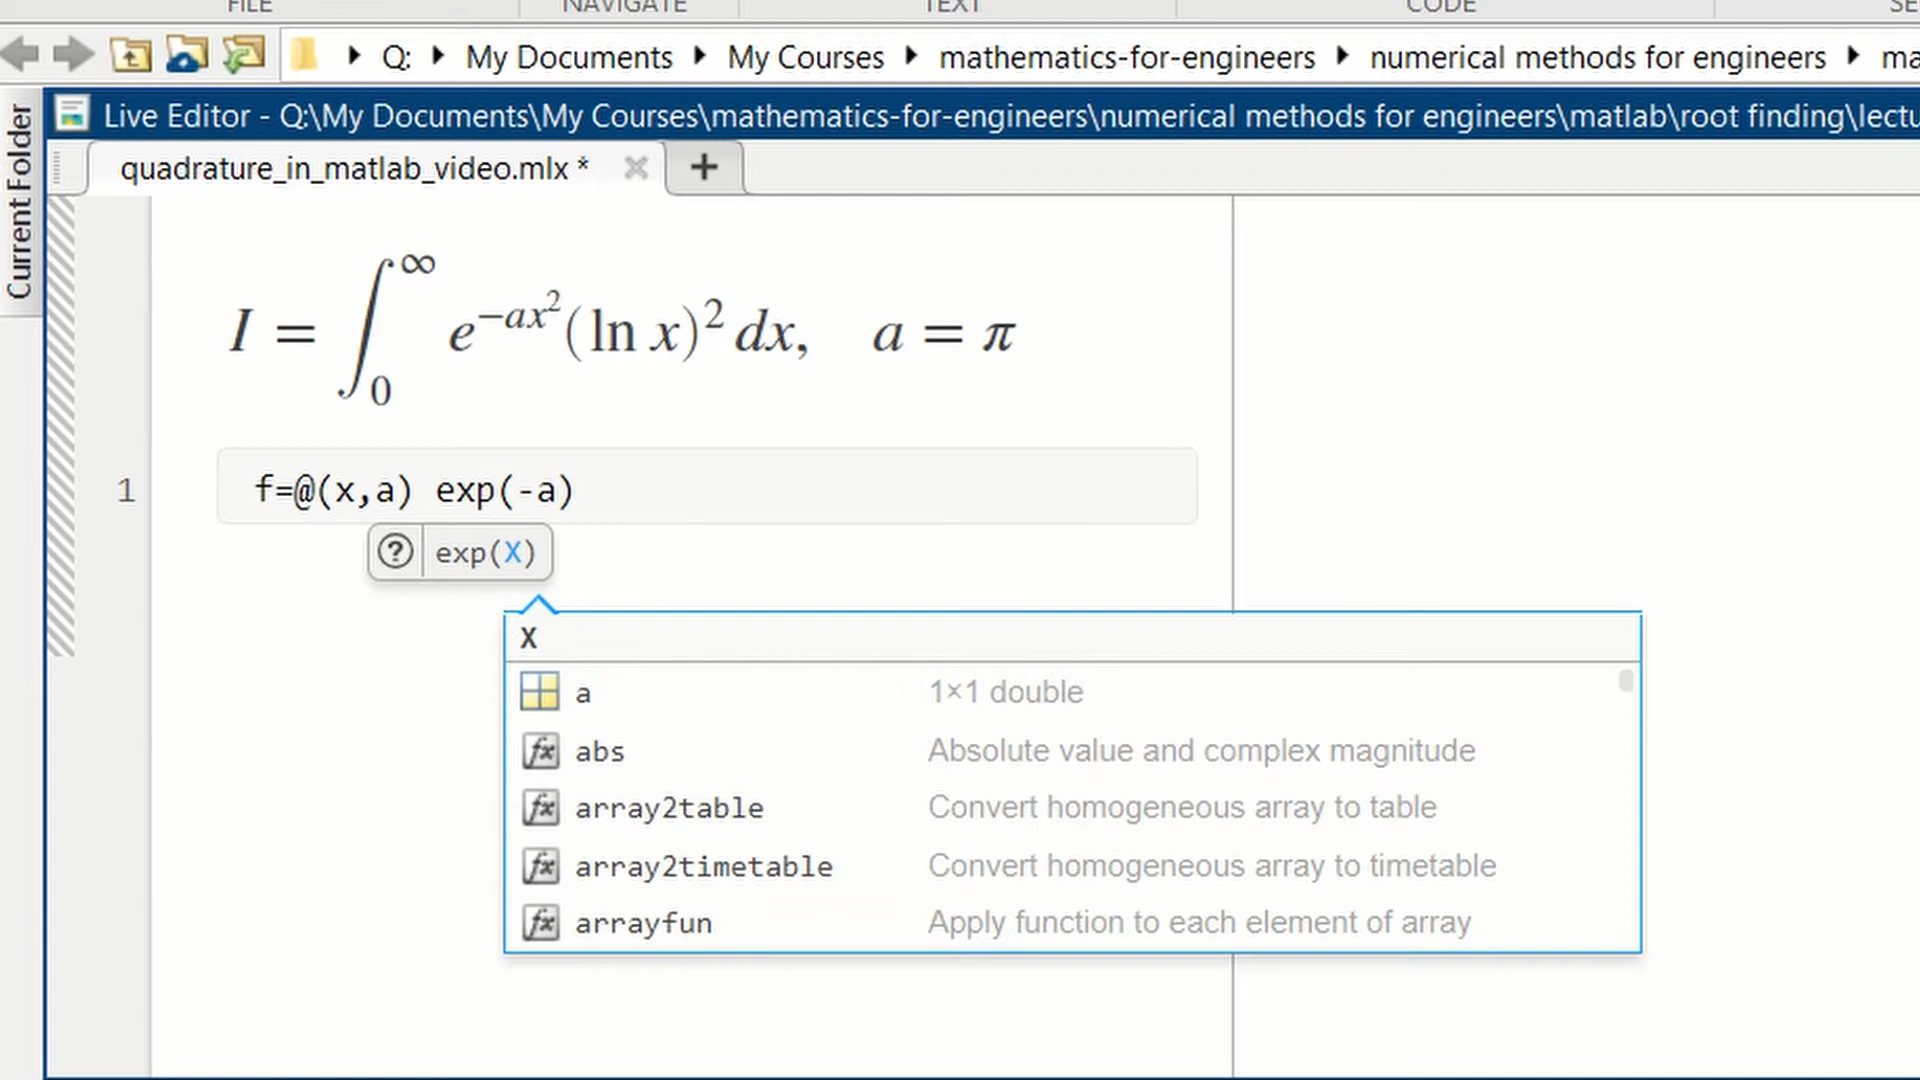 FILE NAVIGATE TEXT CODE
Q: My Documents My Courses mathematics-for-engineers numerical methods for engineers
Current Folder
Live Editor - Q:\My Documents\My Courses\mathematics-for-engineers\numerical methods for engineers\matlab\root finding\lectu
quadrature_in_matlab_video.mlx *
I = ∫₀^∞ e^{-ax²} (ln x)² dx, a = π
1 f=@(x,a) exp(-a)
exp(X)
X
a 1×1 double
abs Absolute value and complex magnitude
array2table Convert homogeneous array to table
array2timetable Convert homogeneous array to timetable
arrayfun Apply function to each element of array